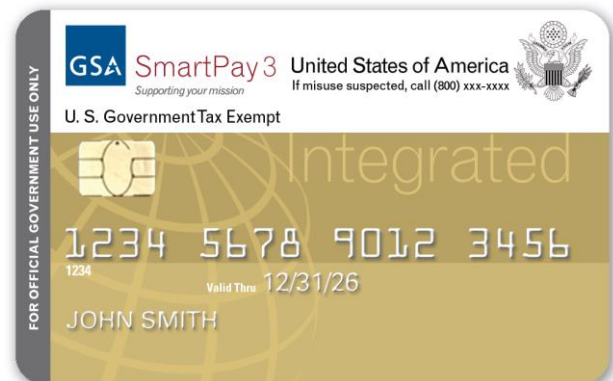 FOR OFFICIAL GOVERNMENT USE ONLY
GSA SmartPay 3
Supporting your mission
United States of America
If misuse suspected, call (800) xxx-xxxx
U. S. Government Tax Exempt
Integrated
1234 5678 9012 3456
1234
Valid Thru 12/31/26
JOHN SMITH